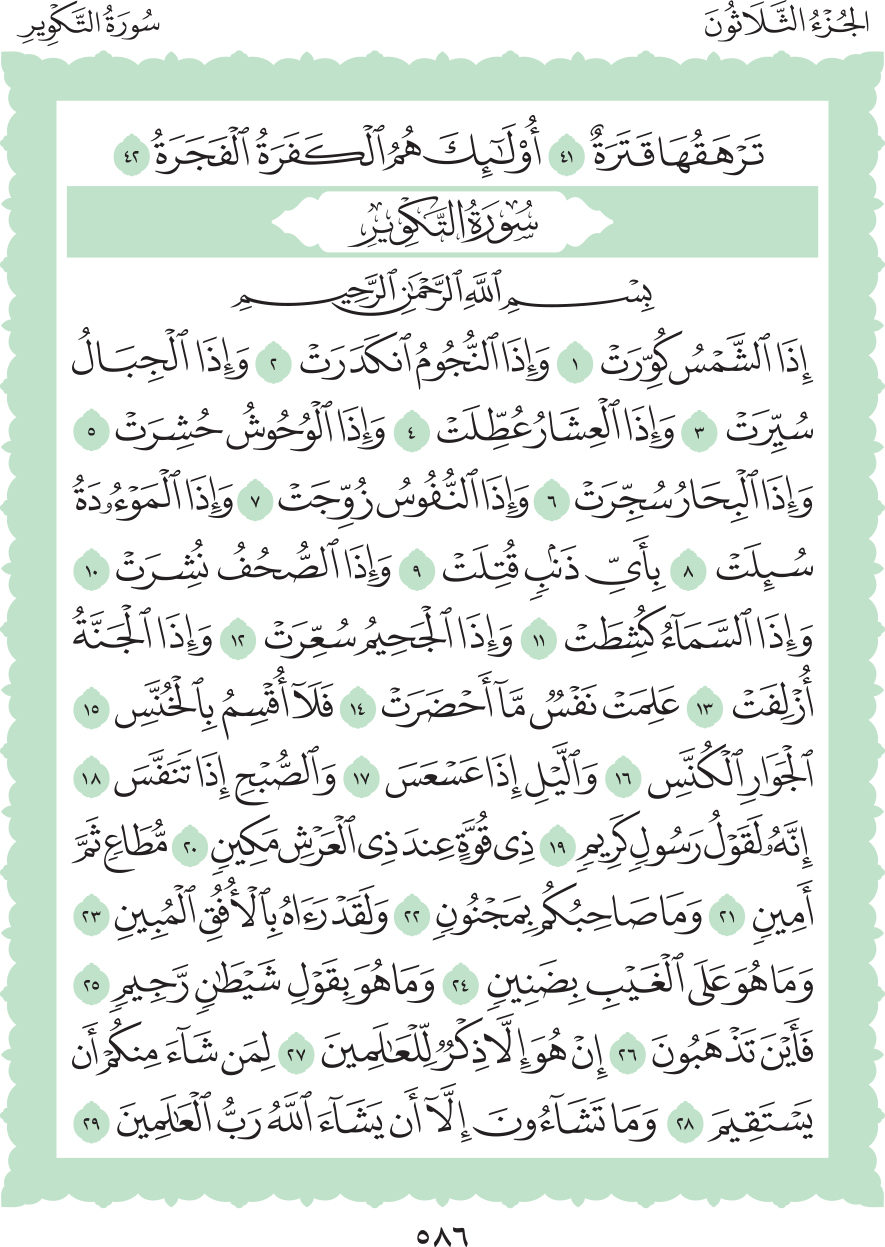 الجُزْءُ الثَّلَاثُونَ سُورَةُ التَّكْوِيرِ
تَرْهَقُهَا قَتَرَةٌ ٤١ أُو۟لَـٰٓئِكَ هُمُ ٱلْكَفَرَةُ ٱلْفَجَرَةُ ٤٢
سُورَةُ التَّكْوِيرِ
بِسْمِ ٱللَّهِ ٱلرَّحْمَـٰنِ ٱلرَّحِيمِ
إِذَا ٱلشَّمْسُ كُوِّرَتْ ١ وَإِذَا ٱلنُّجُومُ ٱنكَدَرَتْ ٢ وَإِذَا ٱلْجِبَالُ
سُيِّرَتْ ٣ وَإِذَا ٱلْعِشَارُ عُطِّلَتْ ٤ وَإِذَا ٱلْوُحُوشُ حُشِرَتْ ٥
وَإِذَا ٱلْبِحَارُ سُجِّرَتْ ٦ وَإِذَا ٱلنُّفُوسُ زُوِّجَتْ ٧ وَإِذَا ٱلْمَوْءُۥدَةُ
سُئِلَتْ ٨ بِأَىِّ ذَنۢبٍ قُتِلَتْ ٩ وَإِذَا ٱلصُّحُفُ نُشِرَتْ ١٠
وَإِذَا ٱلسَّمَآءُ كُشِطَتْ ١١ وَإِذَا ٱلْجَحِيمُ سُعِّرَتْ ١٢ وَإِذَا ٱلْجَنَّةُ
أُزْلِفَتْ ١٣ عَلِمَتْ نَفْسٌ مَّآ أَحْضَرَتْ ١٤ فَلَآ أُقْسِمُ بِٱلْخُنَّسِ ١٥
ٱلْجَوَارِ ٱلْكُنَّسِ ١٦ وَٱلَّيْلِ إِذَا عَسْعَسَ ١٧ وَٱلصُّبْحِ إِذَا تَنَفَّسَ ١٨
إِنَّهُۥ لَقَوْلُ رَسُولٍ كَرِيمٍ ١٩ ذِى قُوَّةٍ عِندَ ذِى ٱلْعَرْشِ مَكِينٍ ٢٠ مُّطَاعٍ ثَمَّ
أَمِينٍ ٢١ وَمَا صَاحِبُكُم بِمَجْنُونٍ ٢٢ وَلَقَدْ رَءَاهُ بِٱلْأُفُقِ ٱلْمُبِينِ ٢٣
وَمَا هُوَ عَلَى ٱلْغَيْبِ بِضَنِينٍ ٢٤ وَمَا هُوَ بِقَوْلِ شَيْطَـٰنٍ رَّجِيمٍ ٢٥
فَأَيْنَ تَذْهَبُونَ ٢٦ إِنْ هُوَ إِلَّا ذِكْرٌ لِّلْعَـٰلَمِينَ ٢٧ لِمَن شَآءَ مِنكُمْ أَن
يَسْتَقِيمَ ٢٨ وَمَا تَشَآءُونَ إِلَّآ أَن يَشَآءَ ٱللَّهُ رَبُّ ٱلْعَـٰلَمِينَ ٢٩
٥٨٦